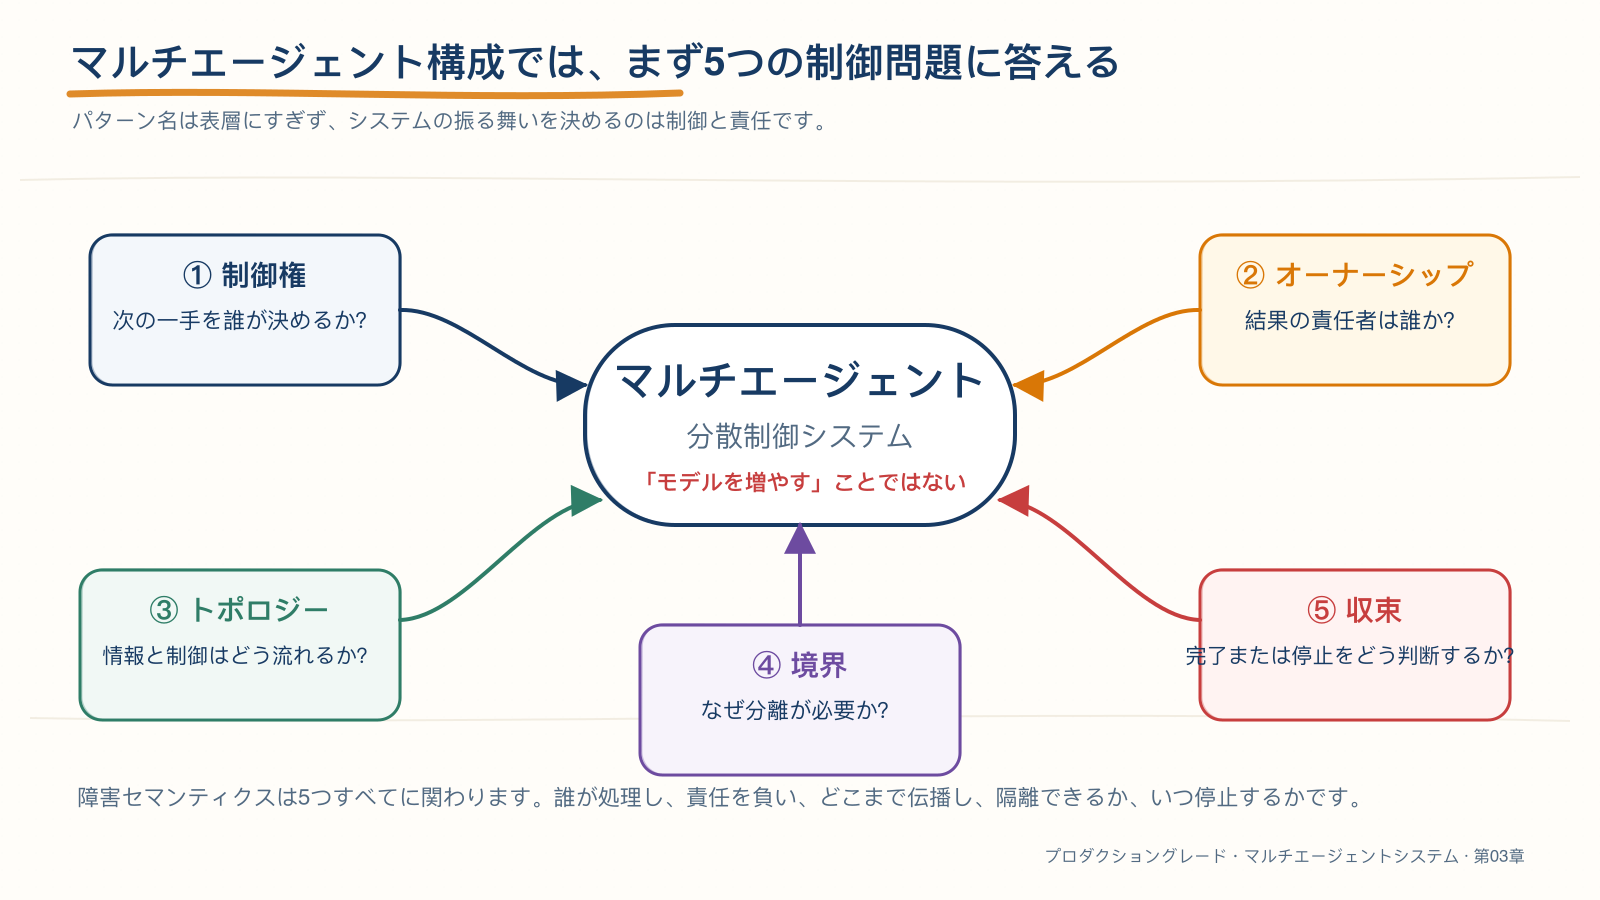 マルチエージェント構成では、まず5つの制御問題に答える
パターン名は表層にすぎず、システムの振る舞いを決めるのは制御と責任です。
① 制御権
次の一手を誰が決めるか?
② オーナーシップ
結果の責任者は誰か?
マルチエージェント
分散制御システム
「モデルを増やす」ことではない
③ トポロジー
情報と制御はどう流れるか?
④ 境界
なぜ分離が必要か?
⑤ 収束
完了または停止をどう判断するか?
障害セマンティクスは5つすべてに関わります。誰が処理し、責任を負い、どこまで伝播し、隔離できるか、いつ停止するかです。
プロダクショングレード · マルチエージェントシステム · 第03章